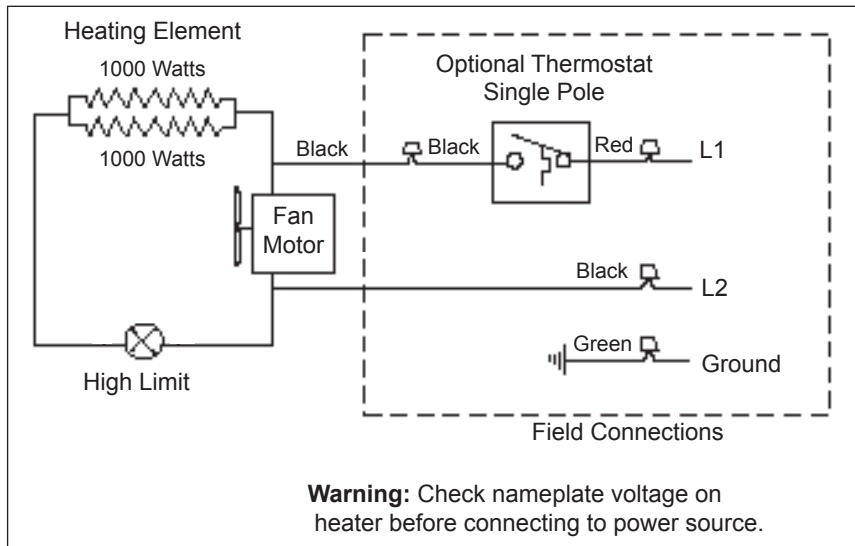 Heating Element
1000 Watts
1000 Watts
Optional Thermostat
Single Pole
Black
Black
Red
L1
Fan
Motor
Black
L2
Green
Ground
High Limit
Field Connections
Warning: Check nameplate voltage on
heater before connecting to power source.